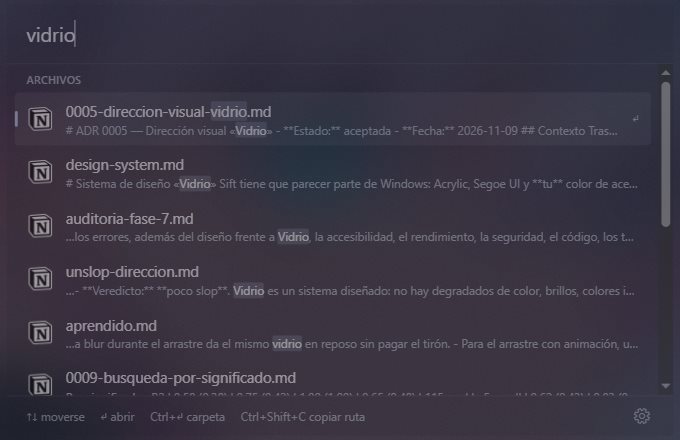 vidrio
ARCHIVOS
0005-direccion-visual-vidrio.md
# ADR 0005 — Dirección visual «Vidrio» - **Estado:** aceptada - **Fecha:** 2026-11-09 ## Contexto Tras...
design-system.md
# Sistema de diseño «Vidrio» Sift tiene que parecer parte de Windows: Acrylic, Segoe UI y **tu** color de ace...
auditoria-fase-7.md
...los errores, además del diseño frente a Vidrio, la accesibilidad, el rendimiento, la seguridad, el código, los t...
unslop-direccion.md
...- **Veredicto:** **poco slop**. Vidrio es un sistema diseñado: no hay degradados de color, brillos, colores i...
aprendido.md
...a blur durante el arrastre da el mismo vidrio en reposo sin pagar el tirón. - Para el arrastre con animación, u...
0009-busqueda-por-significado.md
↑↓ moverse ↵ abrir Ctrl+↵ carpeta Ctrl+Shift+C copiar ruta